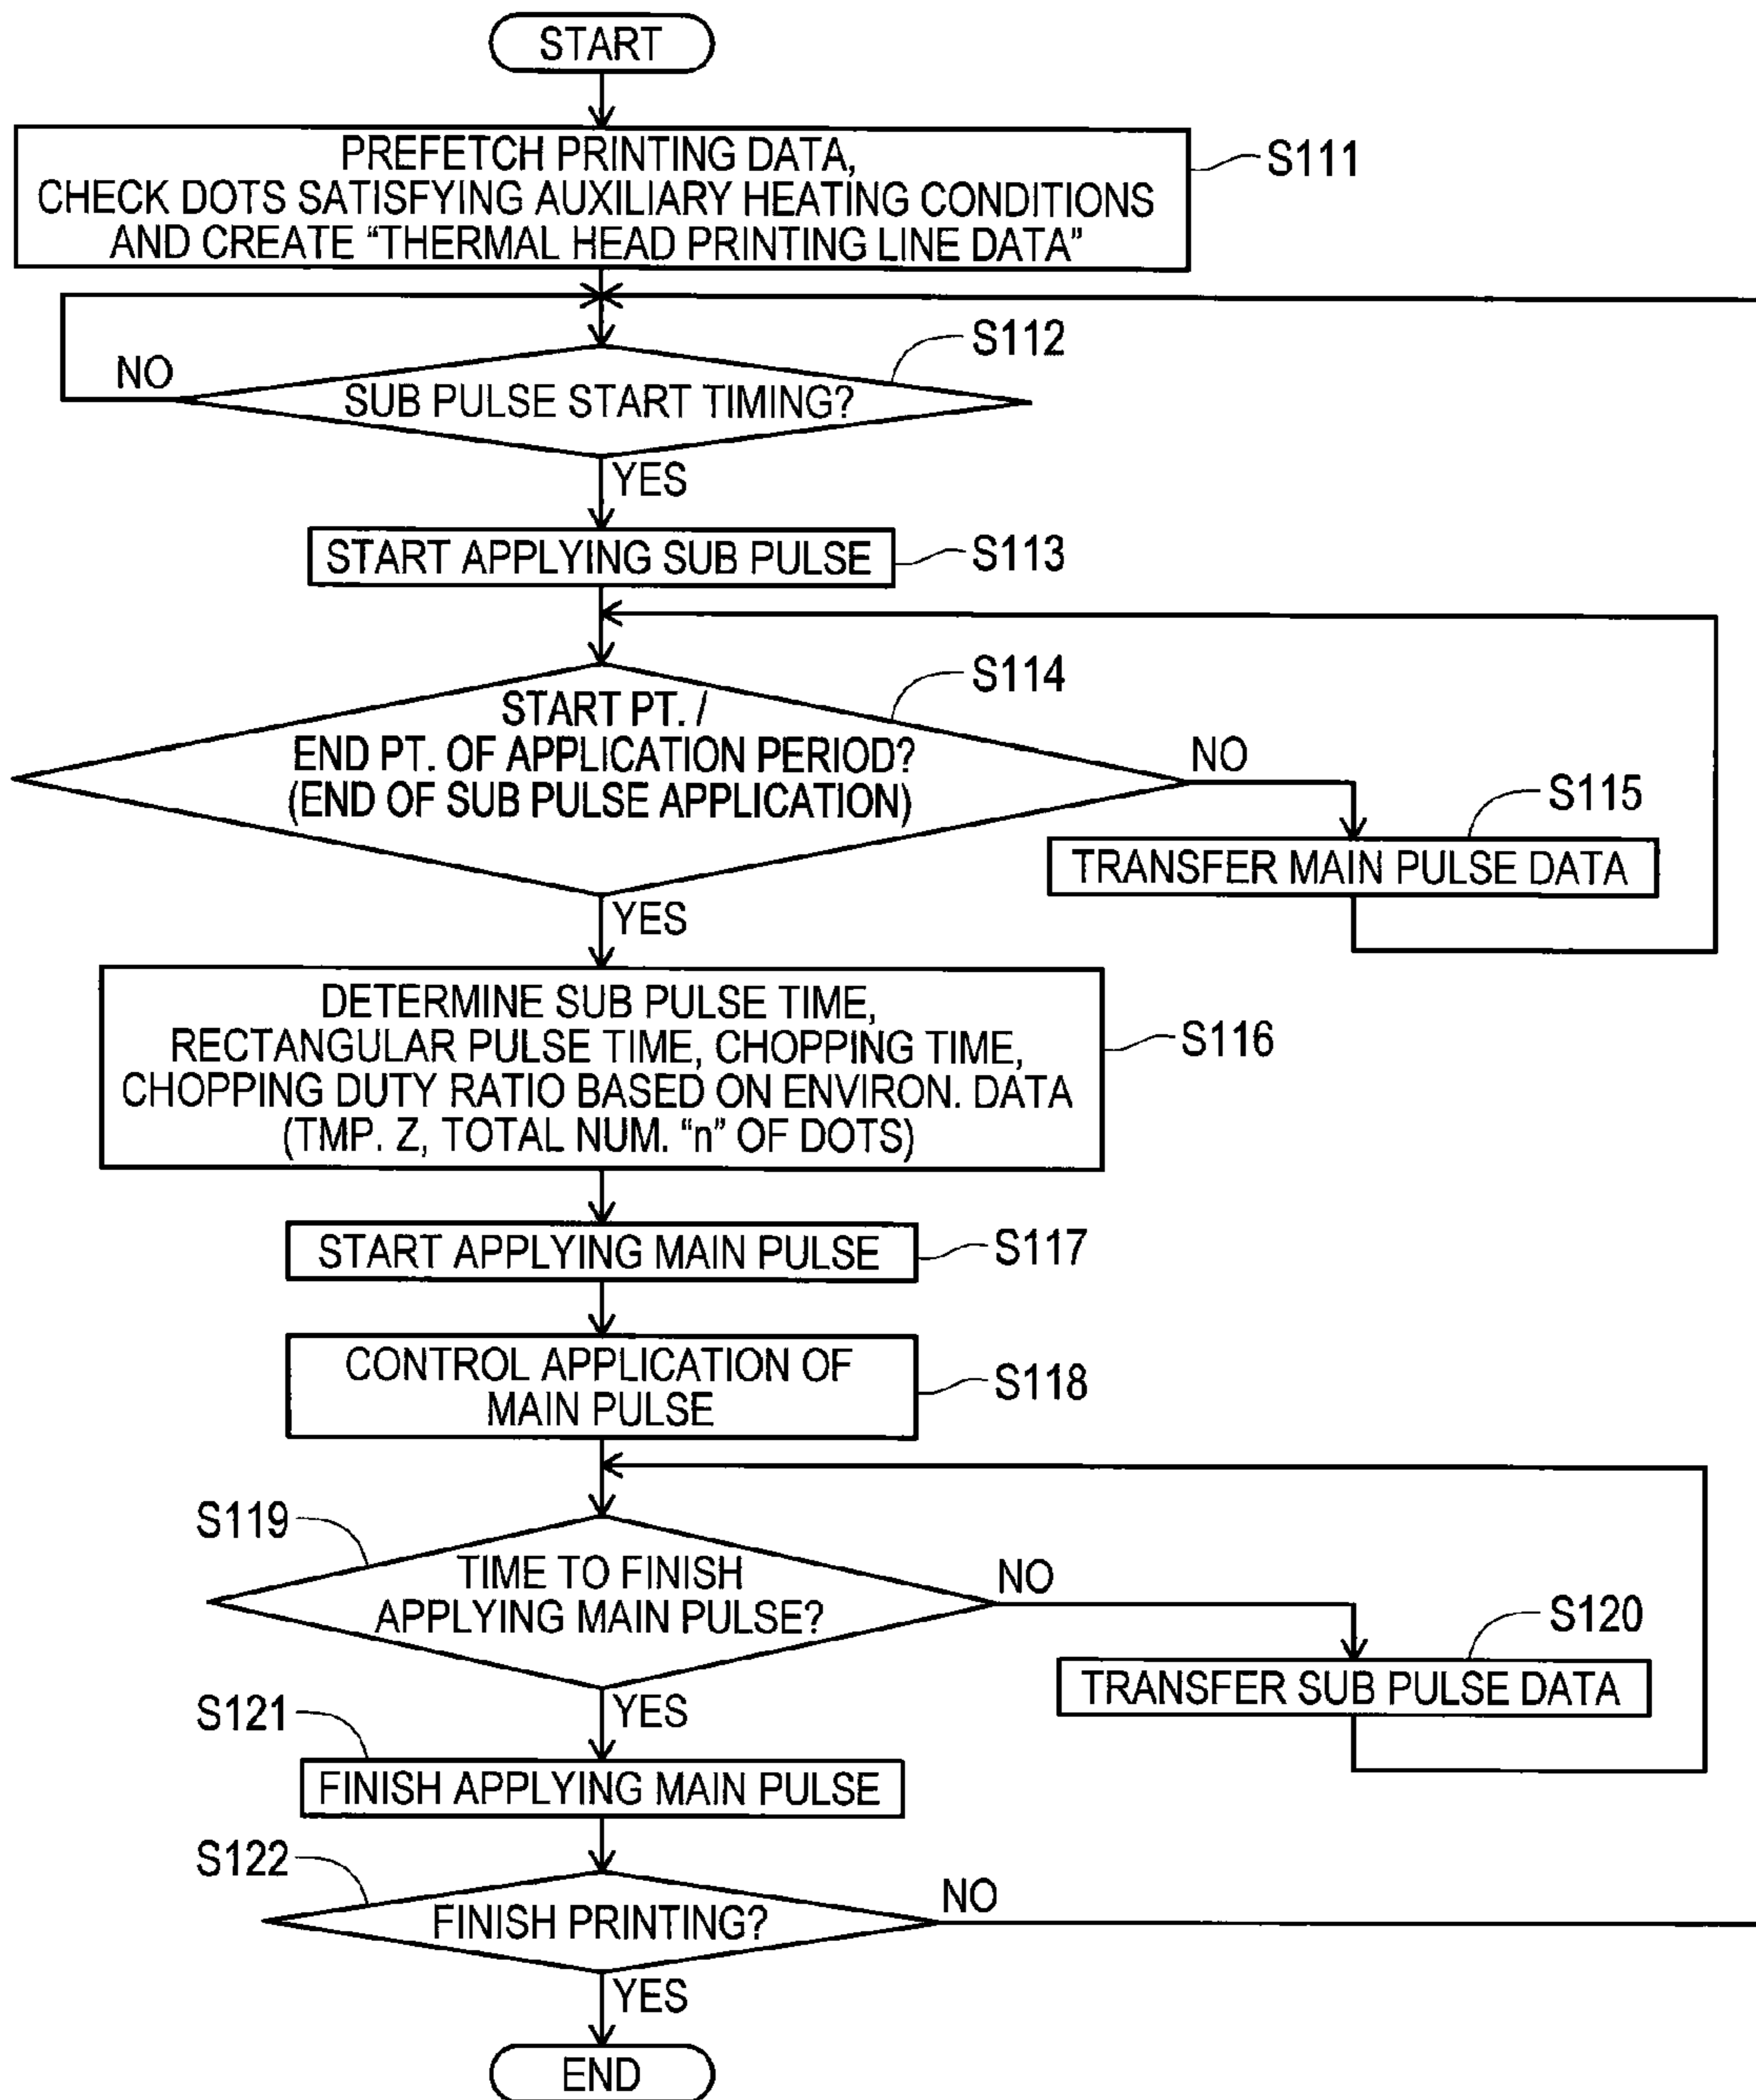 START
PREFETCH PRINTING DATA,
CHECK DOTS SATISFYING AUXILIARY HEATING CONDITIONS
AND CREATE “THERMAL HEAD PRINTING LINE DATA”
S111
S112
NO
SUB PULSE START TIMING?
YES
START APPLYING SUB PULSE
S113
S114
START PT. /
END PT. OF APPLICATION PERIOD?
(END OF SUB PULSE APPLICATION)
NO
S115
TRANSFER MAIN PULSE DATA
YES
DETERMINE SUB PULSE TIME,
RECTANGULAR PULSE TIME, CHOPPING TIME,
CHOPPING DUTY RATIO BASED ON ENVIRON. DATA
(TMP. Z, TOTAL NUM. “n” OF DOTS)
S116
START APPLYING MAIN PULSE
S117
CONTROL APPLICATION OF
MAIN PULSE
S118
S119
TIME TO FINISH
APPLYING MAIN PULSE?
NO
S120
TRANSFER SUB PULSE DATA
YES
S121
FINISH APPLYING MAIN PULSE
S122
FINISH PRINTING?
NO
YES
END